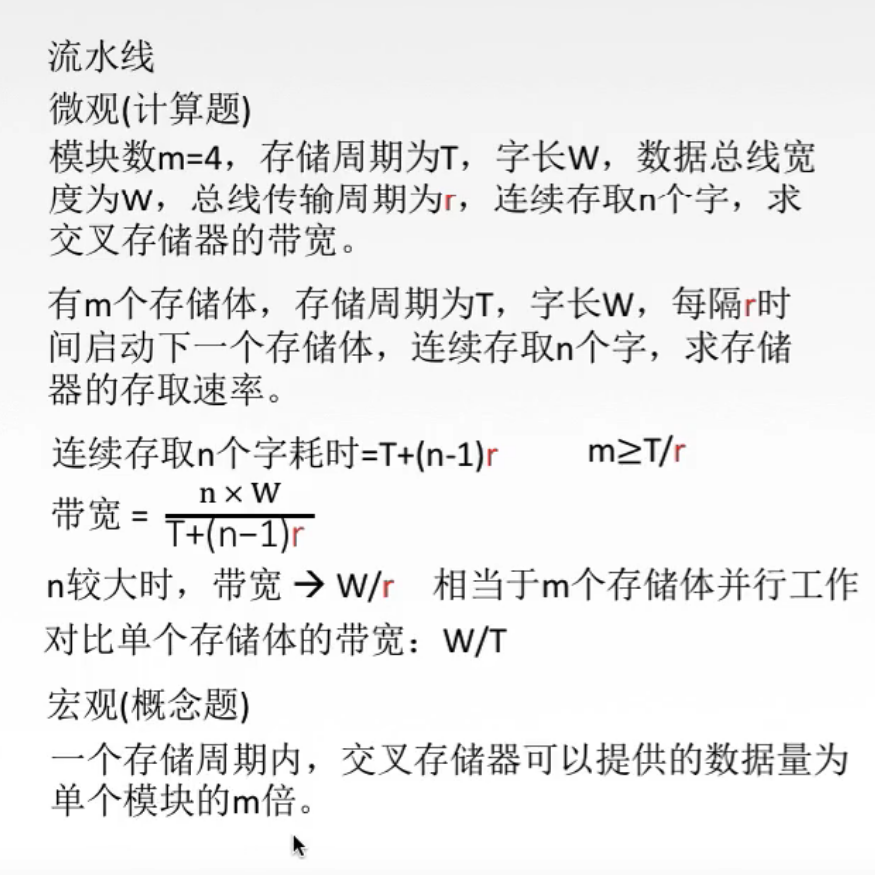 流水线
微观(计算题)
模块数m=4，存储周期为T，字长W，数据总线宽
度为W，总线传输周期为r，连续存取n个字，求
交叉存储器的带宽。
有m个存储体，存储周期为T，字长W，每隔r时
间启动下一个存储体，连续存取n个字，求存储
器的存取速率。
连续存取n个字耗时=T+(n-1)r m≥T/r
带宽 = n × W / T+(n−1)r
n较大时，带宽 → W/r 相当于m个存储体并行工作
对比单个存储体的带宽：W/T
宏观(概念题)
一个存储周期内，交叉存储器可以提供的数据量为
单个模块的m倍。